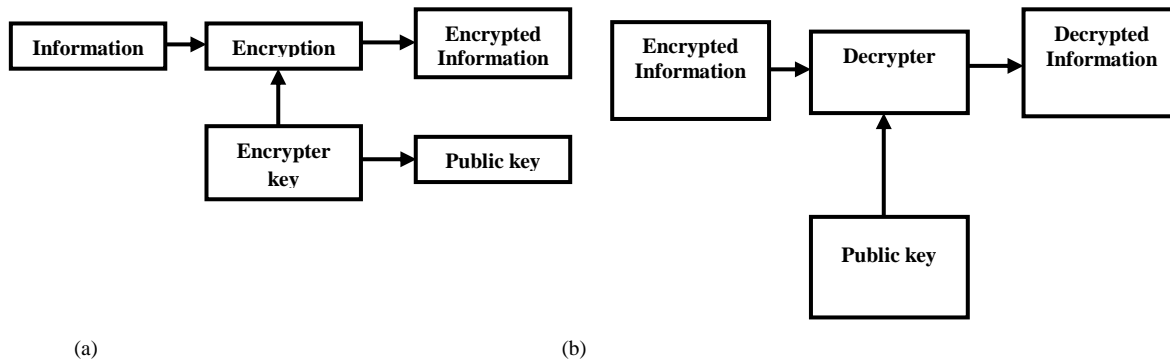 Information
Encryption
Encrypted
Information
Encrypter
key
Public key
(a)
Encrypted
Information
Decrypter
Decrypted
Information
Public key
(b)